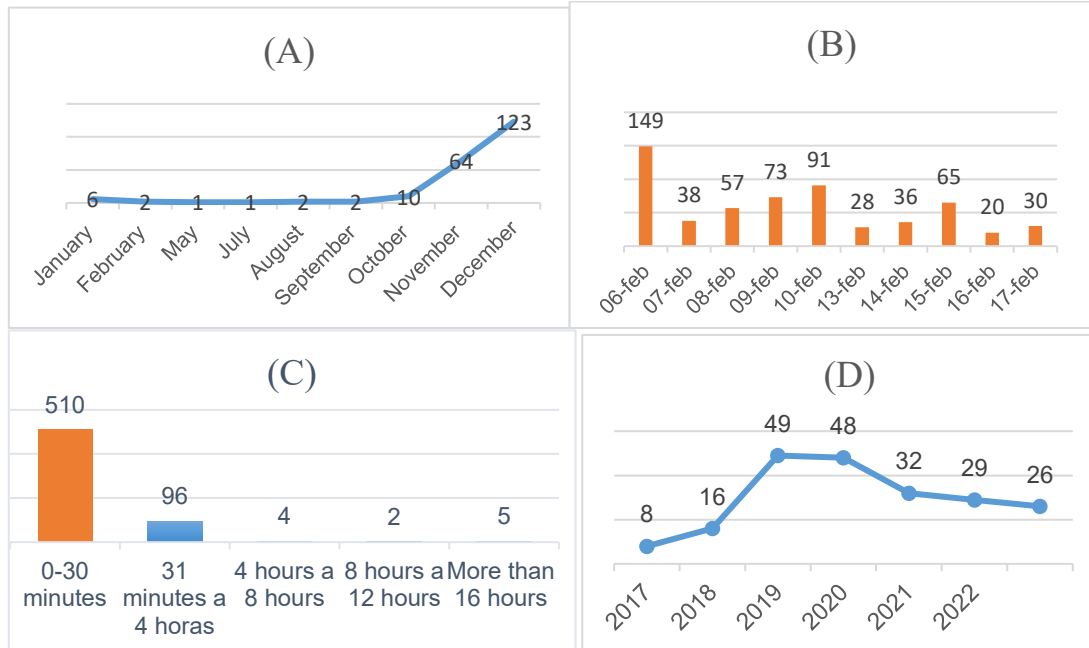 (A)
6
2
1
1
2
2
10
64
123
January
February
May
July
August
September
October
November
December
(B)
149
38
57
73
91
28
36
65
20
30
06-feb
07-feb
08-feb
09-feb
10-feb
13-feb
14-feb
15-feb
16-feb
17-feb
(C)
510
96
4
2
5
0-30
minutes
31
minutes a
4 horas
4 hours a
8 hours
8 hours a
12 hours
More than
16 hours
(D)
8
16
49
48
32
29
26
2017
2018
2019
2020
2021
2022